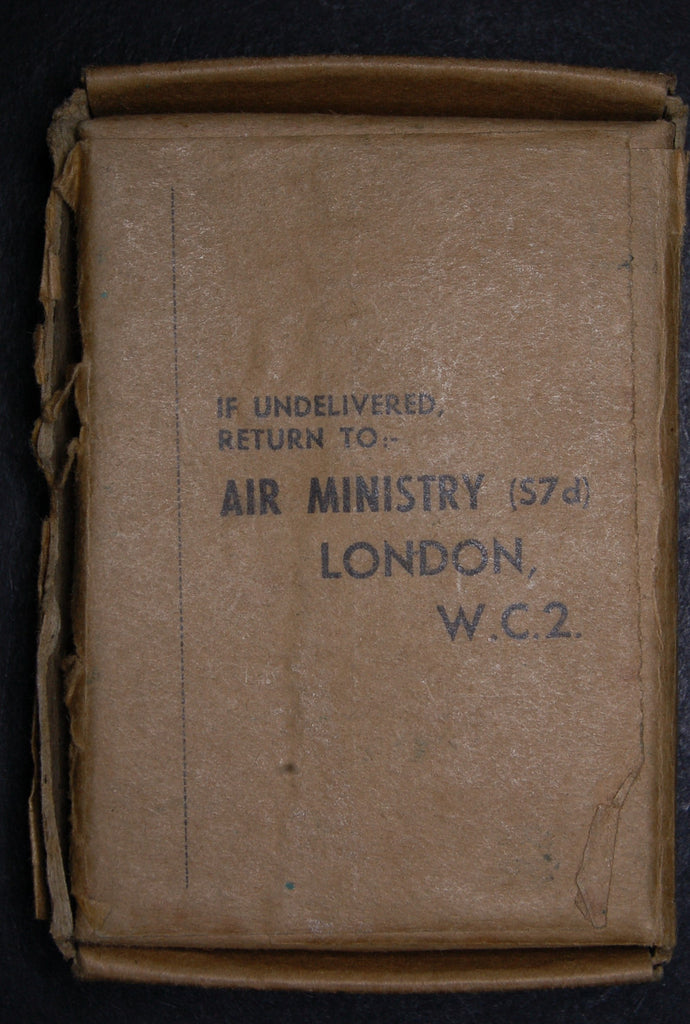 IF UNDELIVERED,
RETURN TO:-
AIR MINISTRY (S7d)
LONDON,
W.C.2.